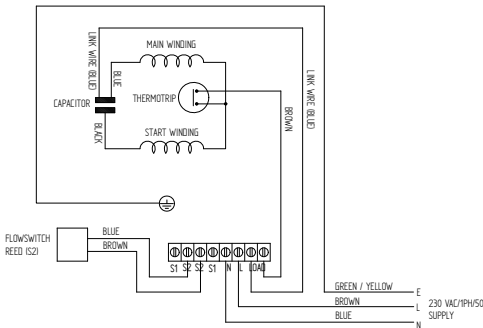 LINK WIRE (BLUE)
BLUE
MAIN WINDING
CAPACITOR
THERMOTRIP
BLACK
START WINDING
BROWN
LINK WIRE (BLUE)
FLOWSWITCH
REED (S2)
BLUE
BROWN
S1 S2 S2 S1 N L LOAD
GREEN / YELLOW
E
BROWN
L
BLUE
N
230 VAC/1PH/50
SUPPLY